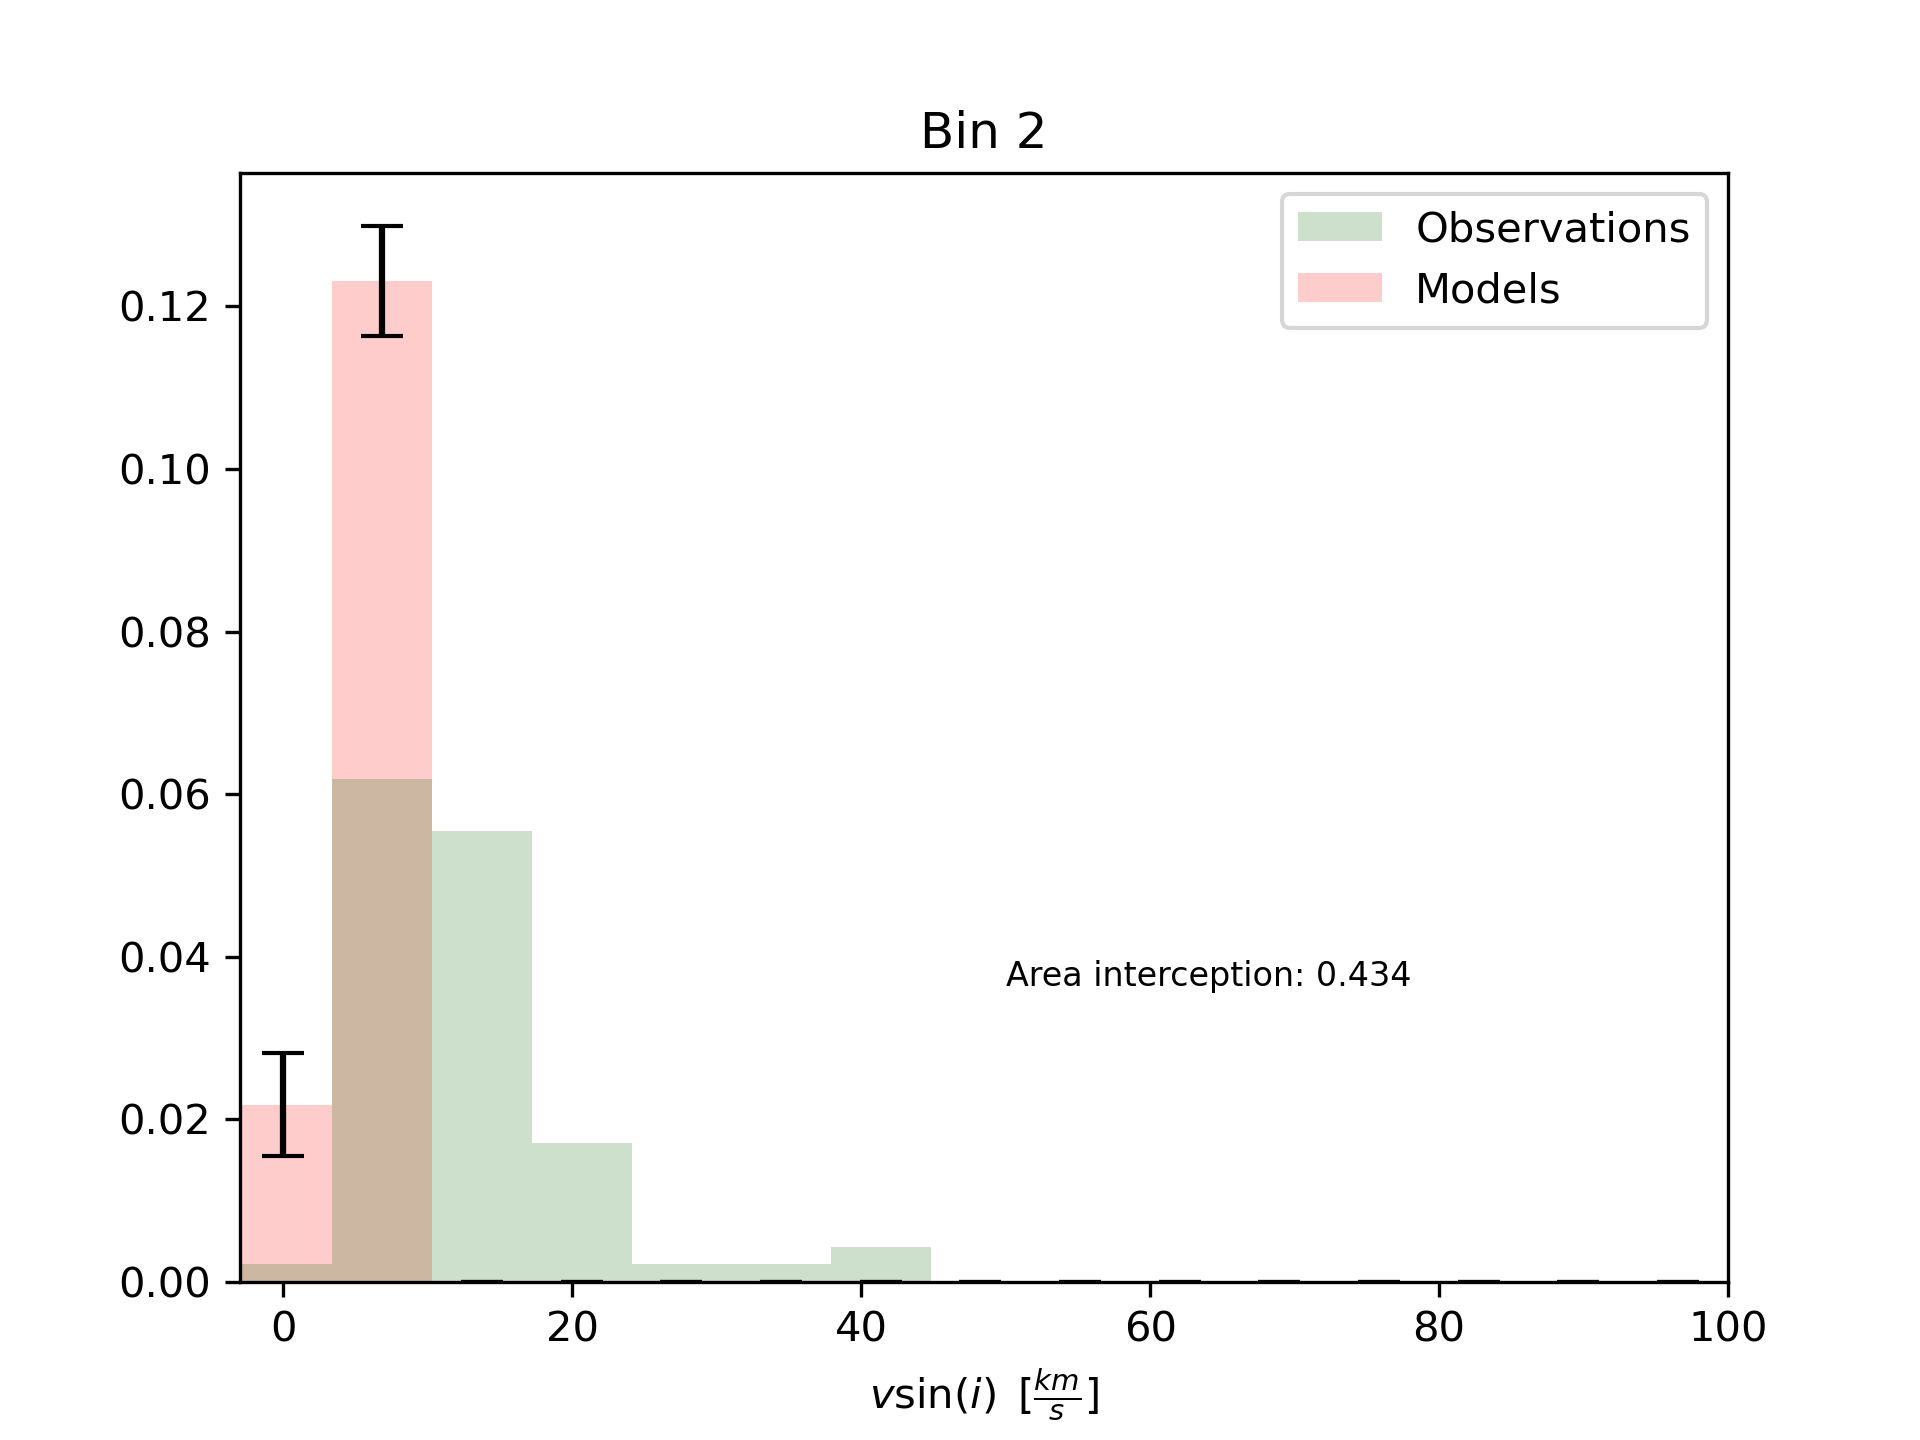 Bin 2
Observations
Models
0.12
0.10
0.08
0.06
0.04
0.02
0.00
Area interception: 0.434
0 20 40 60 80 100
vsin(i) [km/s]